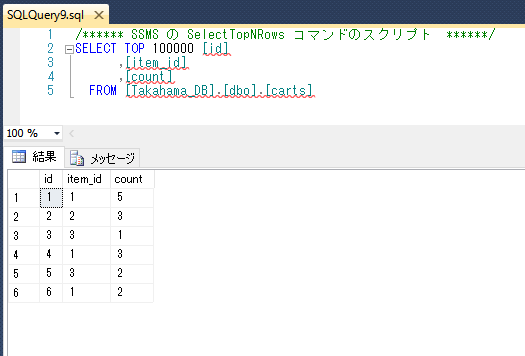 SQLQuery9.sql
1 /****** SSMS の SelectTopNRows コマンドのスクリプト ******/
2 SELECT TOP 100000 [id]
3 ,[item_id]
4 ,[count]
5 FROM [Takahama_DB].[dbo].[carts]
100 %
結果 メッセージ
id item_id count
1 1 1 5
2 2 2 3
3 3 3 1
4 4 1 3
5 5 3 2
6 6 1 2